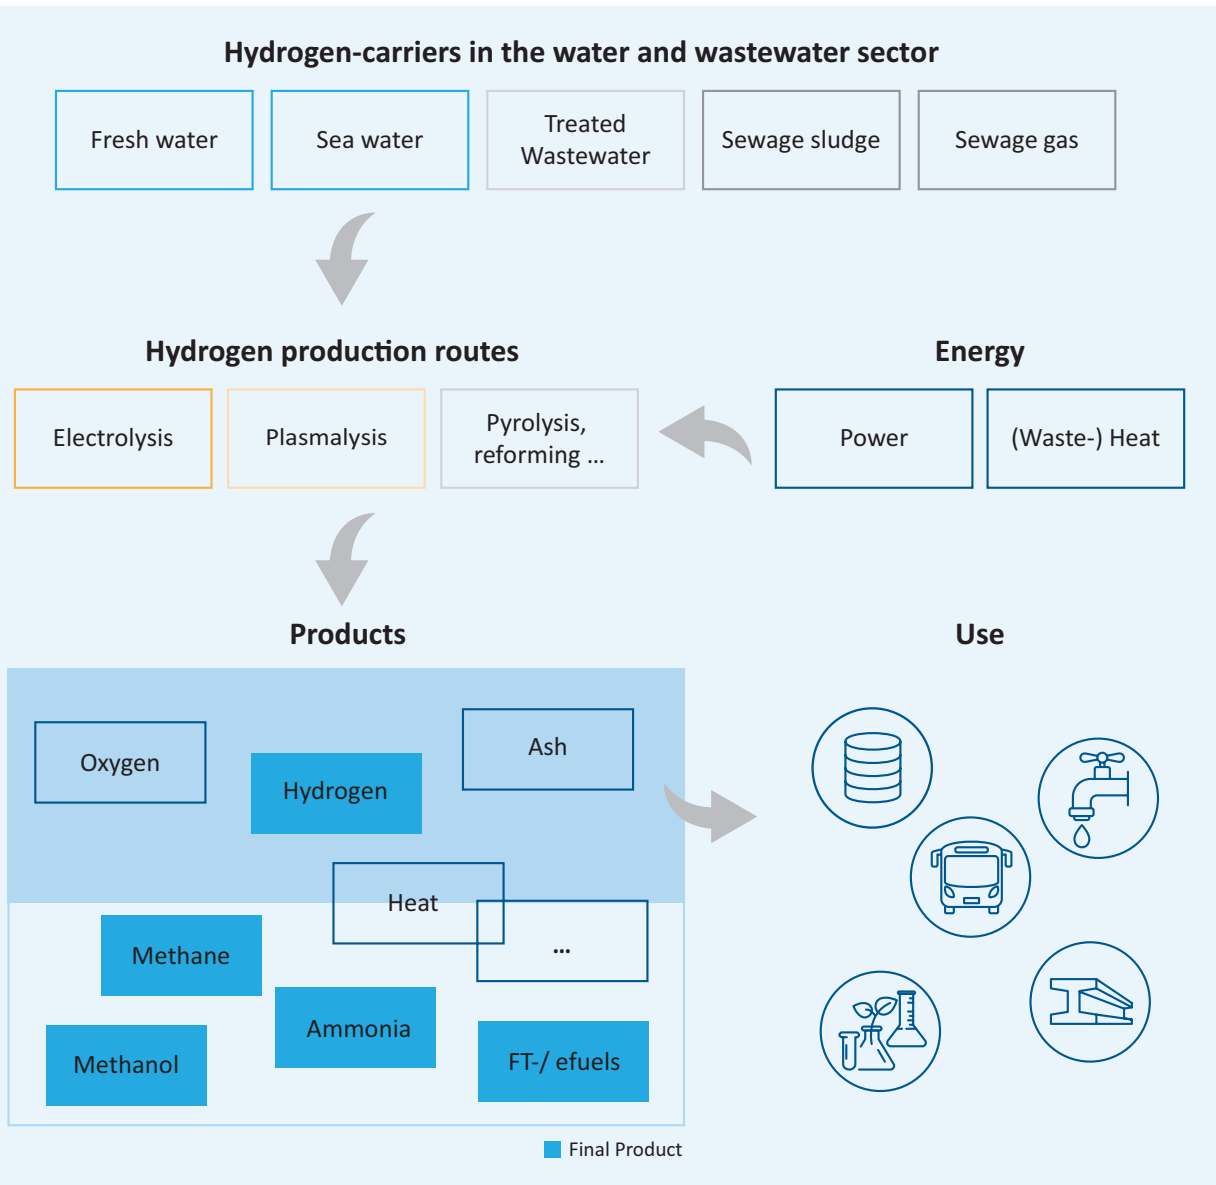 Hydrogen-carriers in the water and wastewater sector
Fresh water
Sea water
Treated
Wastewater
Sewage sludge
Sewage gas
Hydrogen production routes
Energy
Electrolysis
Plasmalysis
Pyrolysis,
reforming ...
Power
(Waste-) Heat
Products
Use
Oxygen
Hydrogen
Ash
Heat
...
Methane
Ammonia
Methanol
FT-/ efuels
Final Product